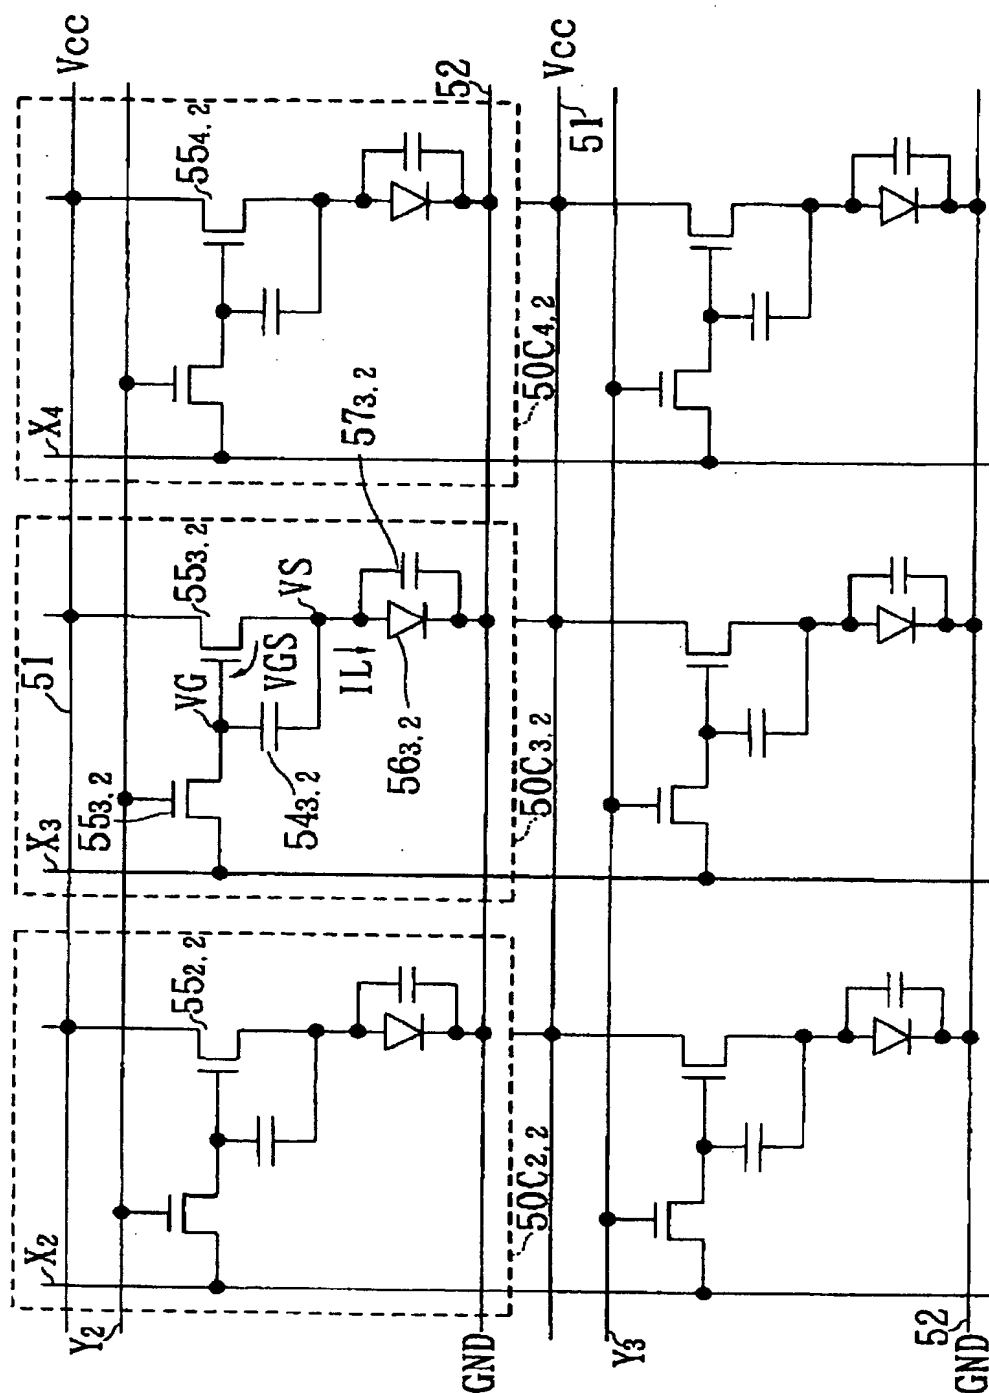 Vcc
52
Vcc
51
554,2
X4
573,2
50C4,2
51
553,2
VS
VG
VGS
IL
553,2
543,2
563,2
50C3,2
X3
552,2
50C2,2
X2
Y2
GND
Y3
52
GND